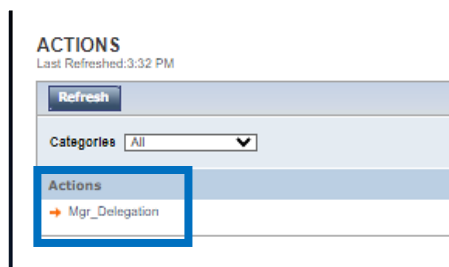 ACTIONS
Last Refreshed:3:32 PM
Refresh
Categories All
Actions
Mgr_Delegation